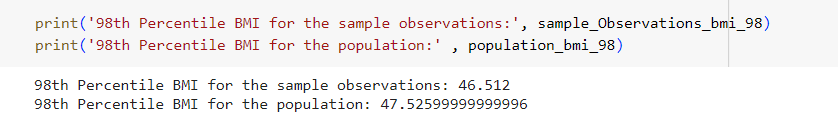 print('98th Percentile BMI for the sample observations:', sample_Observations_bmi_98)
print('98th Percentile BMI for the population:' , population_bmi_98)
98th Percentile BMI for the sample observations: 46.512
98th Percentile BMI for the population: 47.52599999999996